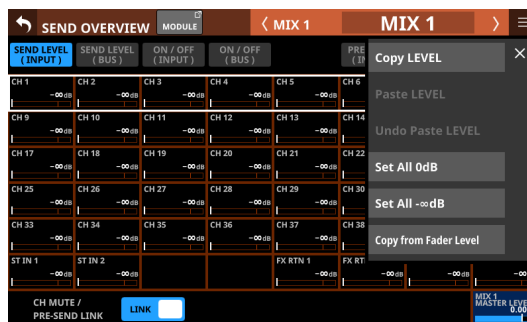 SEND OVERVIEW MODULE MIX 1 MIX 1
SEND LEVEL (INPUT) SEND LEVEL (BUS) ON / OFF (INPUT) ON / OFF (BUS) PRE
Copy LEVEL
CH 1 CH 2 CH 3 CH 4 CH 5 CH 6
-∞dB -∞dB -∞dB -∞dB -∞dB
Paste LEVEL
CH 9 CH 10 CH 11 CH 12 CH 13 CH 14
-∞dB -∞dB -∞dB -∞dB -∞dB
Undo Paste LEVEL
CH 17 CH 18 CH 19 CH 20 CH 21 CH 22
-∞dB -∞dB -∞dB -∞dB -∞dB
Set All 0dB
CH 25 CH 26 CH 27 CH 28 CH 29 CH 30
-∞dB -∞dB -∞dB -∞dB -∞dB
Set All -∞dB
CH 33 CH 34 CH 35 CH 36 CH 37 CH 38
-∞dB -∞dB -∞dB -∞dB -∞dB
Copy from Fader Level
ST IN 1 ST IN 2 FX RTN 1 FX RT
-∞dB -∞dB -∞dB -∞dB -∞dB -∞
CH MUTE /
PRE-SEND LINK
LINK
MIX 1
MASTER LEVE
0.00